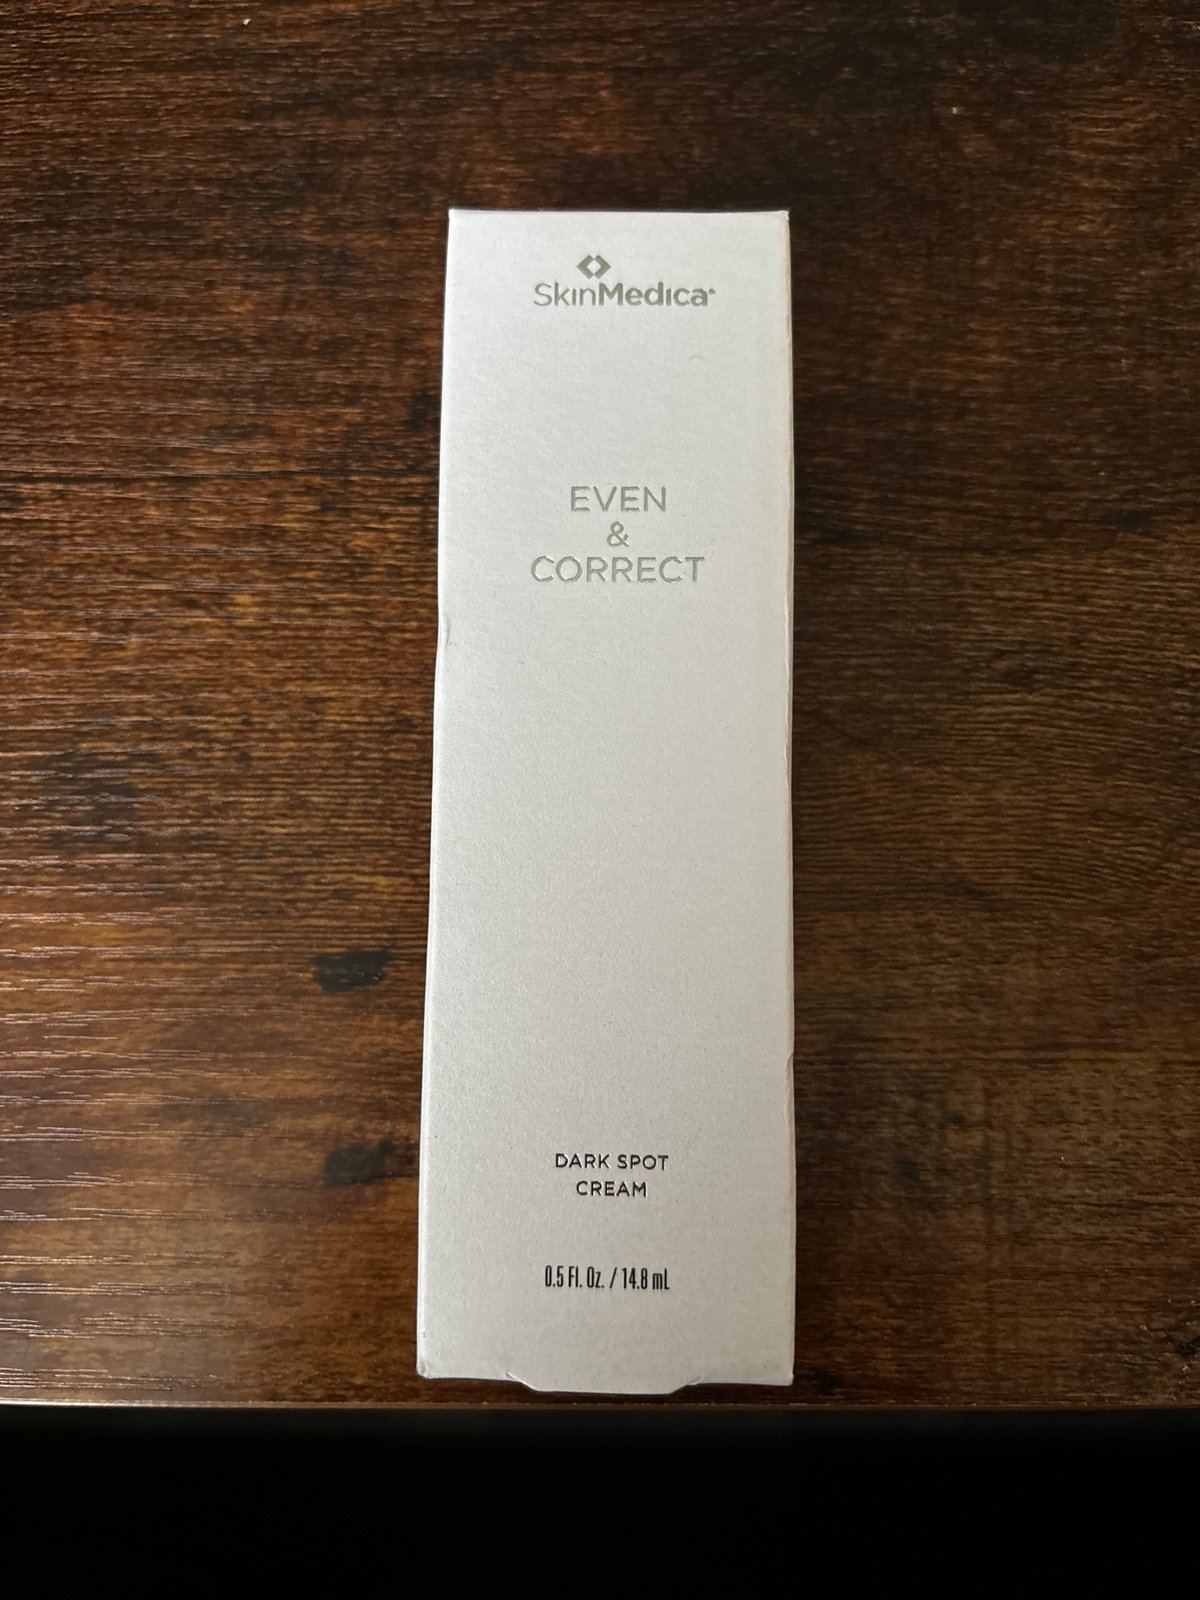 SkinMedica®
EVEN
&
CORRECT
DARK SPOT
CREAM
0.5 Fl. Oz. / 14.8 mL